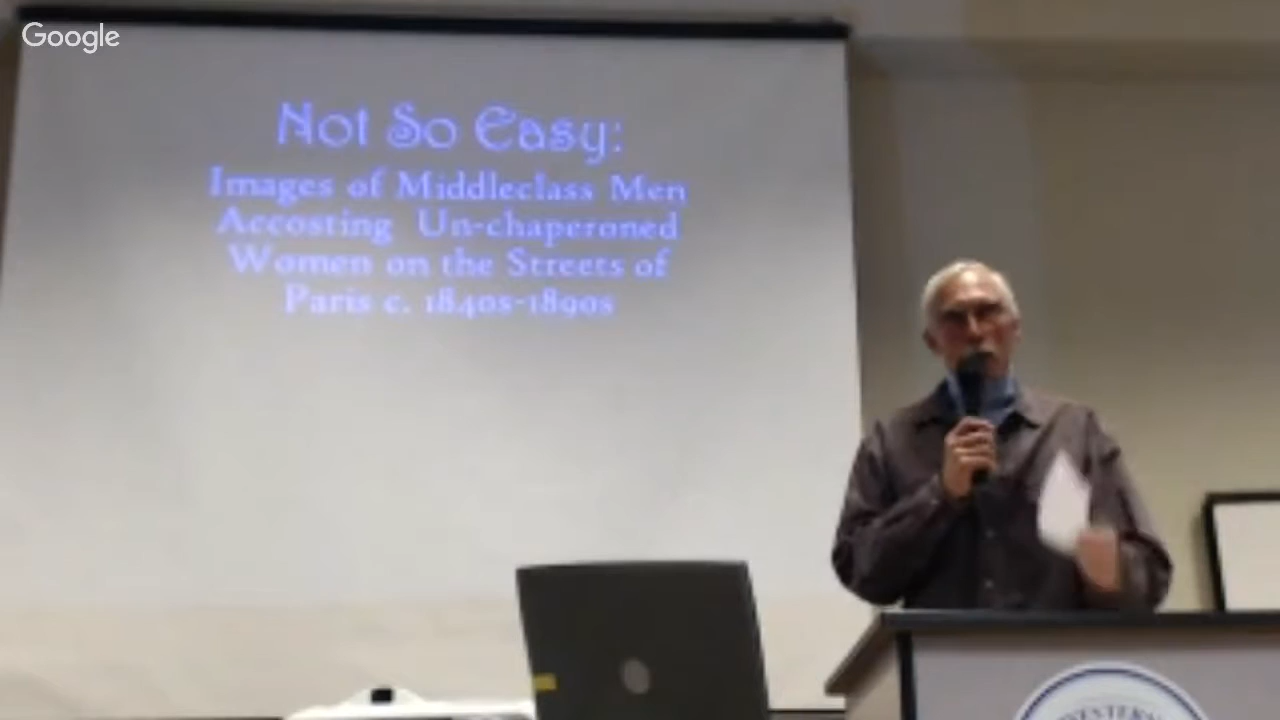 Google
Not So Easy:
Images of Middleclass Men
Accosting Un-chaperoned
Women on the Streets of
Paris c. 1840s-1890s